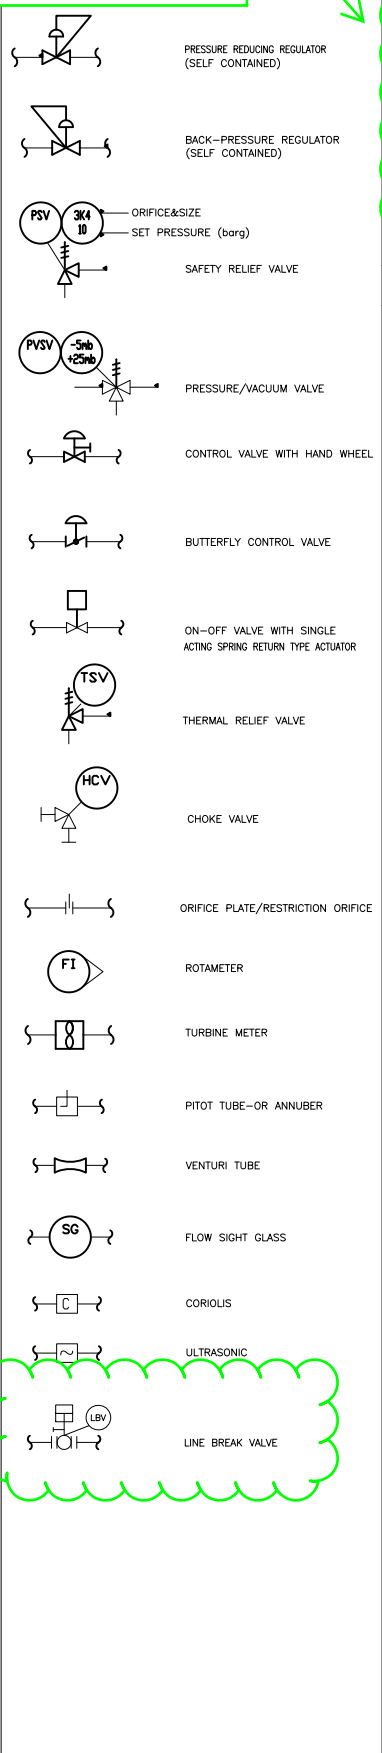 PRESSURE REDUCING REGULATOR
(SELF CONTAINED)
BACK-PRESSURE REGULATOR
(SELF CONTAINED)
PSV
3K4
10
ORIFICE&SIZE
SET PRESSURE (barg)
SAFETY RELIEF VALVE
PVSV
-5mb
+25mb
PRESSURE/VACUUM VALVE
CONTROL VALVE WITH HAND WHEEL
BUTTERFLY CONTROL VALVE
ON-OFF VALVE WITH SINGLE
ACTING SPRING RETURN TYPE ACTUATOR
TSV
THERMAL RELIEF VALVE
HCV
CHOKE VALVE
ORIFICE PLATE/RESTRICTION ORIFICE
FI
ROTAMETER
TURBINE METER
PITOT TUBE-OR ANNUBER
VENTURI TUBE
SG
FLOW SIGHT GLASS
C
CORIOLIS
~
ULTRASONIC
LBV
LINE BREAK VALVE